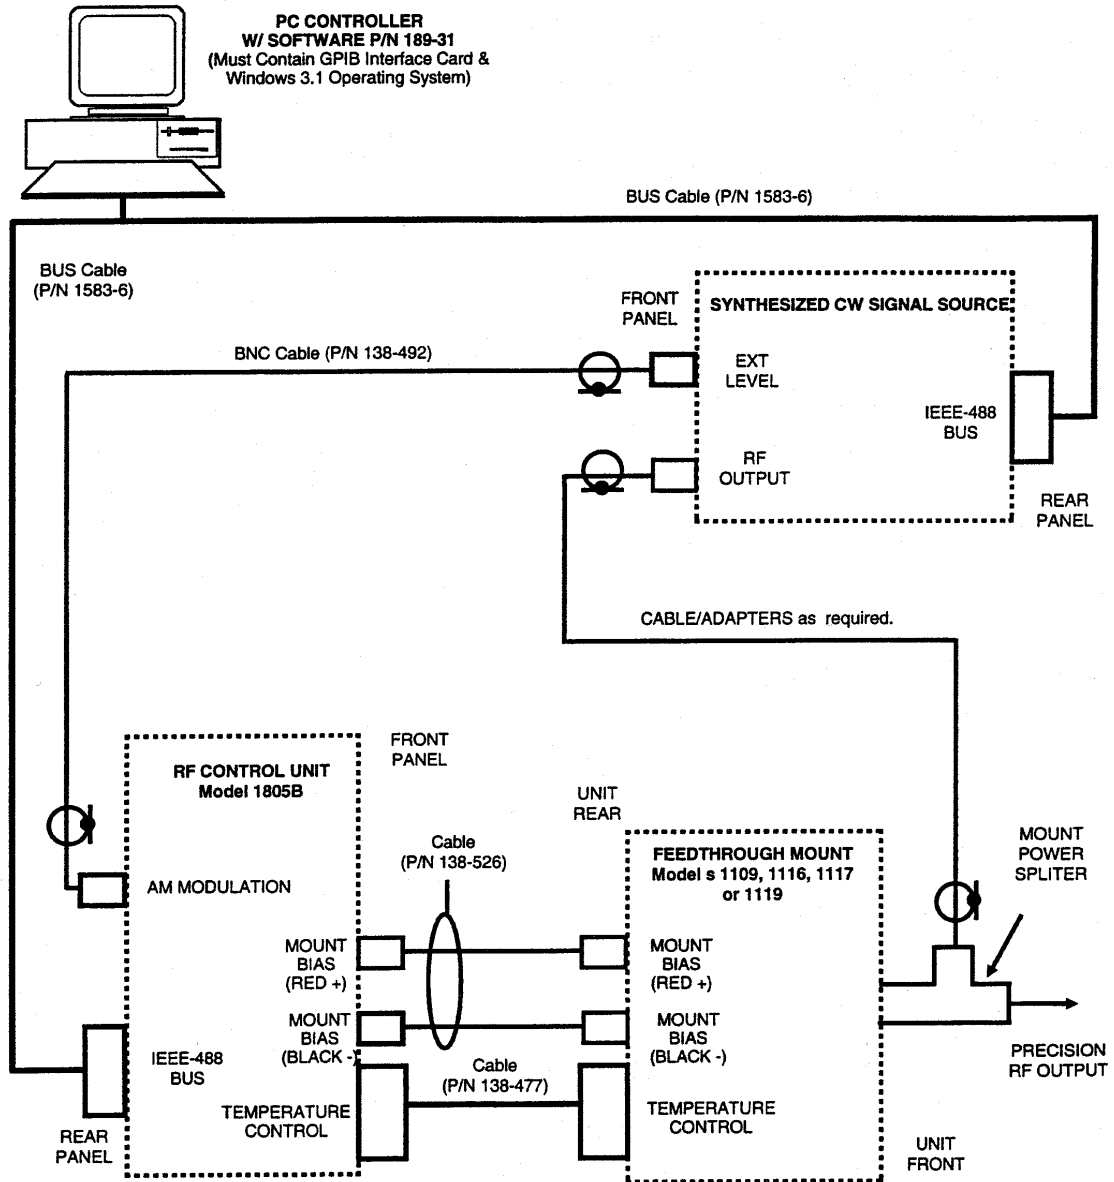 PC CONTROLLER
W/ SOFTWARE P/N 189-31
(Must Contain GPIB Interface Card &
Windows 3.1 Operating System)
BUS Cable (P/N 1583-6)
BUS Cable
(P/N 1583-6)
FRONT
PANEL
SYNTHESIZED CW SIGNAL SOURCE
BNC Cable (P/N 138-492)
EXT
LEVEL
IEEE-488
BUS
RF
OUTPUT
REAR
PANEL
CABLE/ADAPTERS as required.
FRONT
PANEL
RF CONTROL UNIT
Model 1805B
UNIT
REAR
Cable
(P/N 138-526)
FEEDTHROUGH MOUNT
Model s 1109, 1116, 1117
or 1119
MOUNT
POWER
SPLITER
AM MODULATION
MOUNT
BIAS
(RED +)
MOUNT
BIAS
(RED +)
MOUNT
BIAS
(BLACK -)
MOUNT
BIAS
(BLACK -)
IEEE-488
BUS
Cable
(P/N 138-477)
PRECISION
RF OUTPUT
TEMPERATURE
CONTROL
TEMPERATURE
CONTROL
REAR
PANEL
UNIT
FRONT